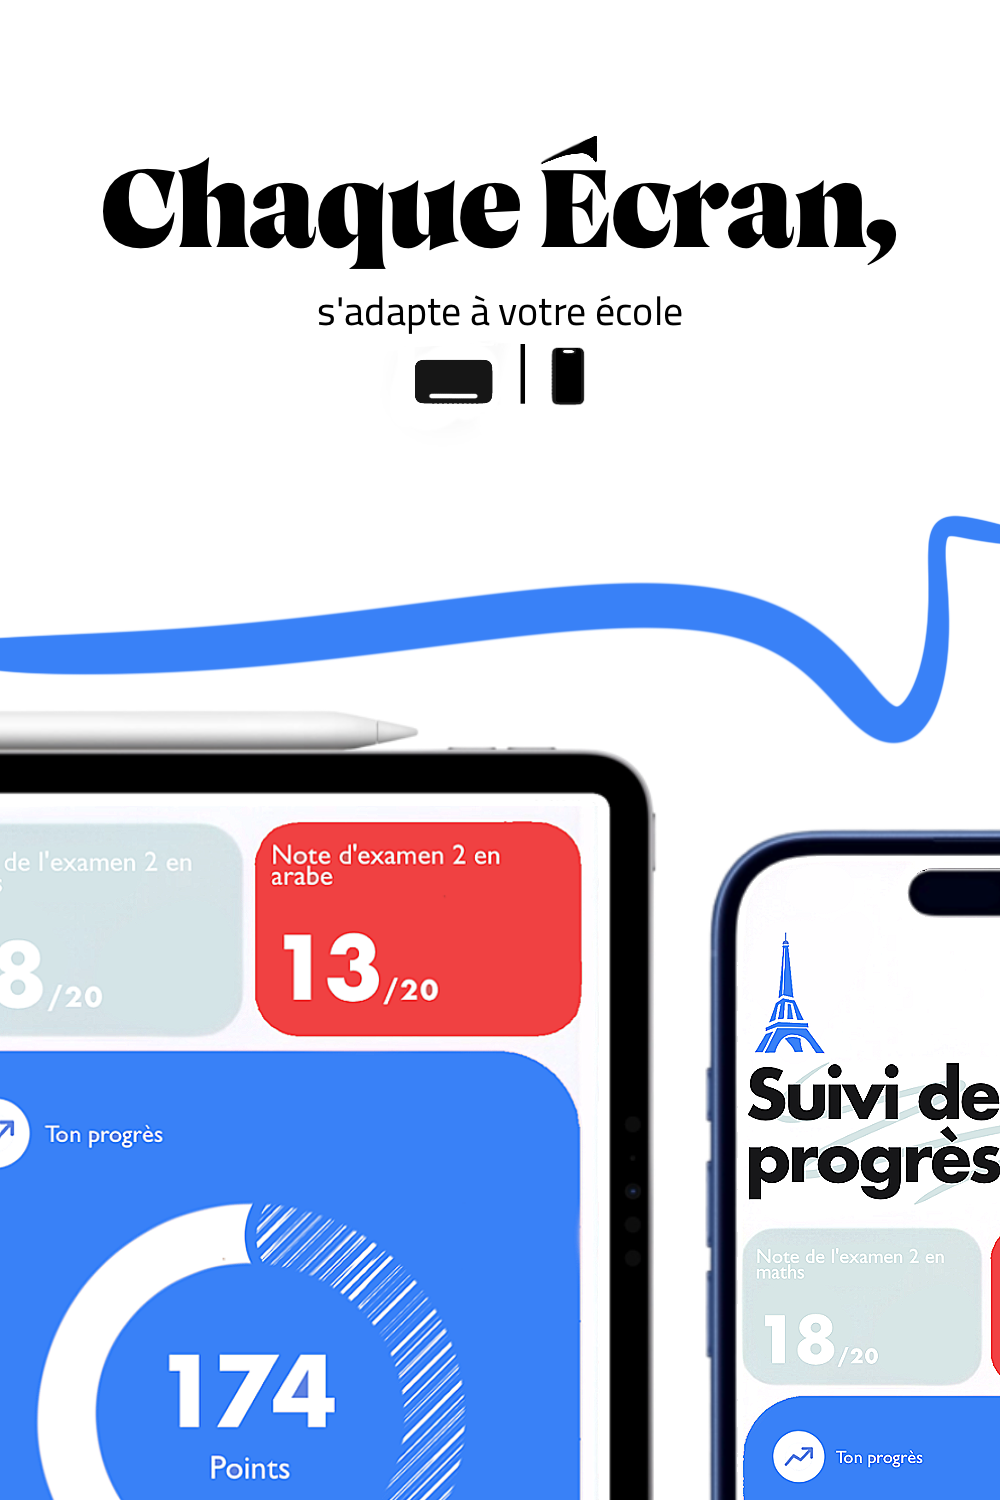 Chaque Écran,
s'adapte à votre école
de l'examen 2 en
8/20
Note d'examen 2 en
arabe
13/20
Ton progrès
174
Points
Suivi de
progrès
Note de l'examen 2 en
maths
18/20
Ton progrès